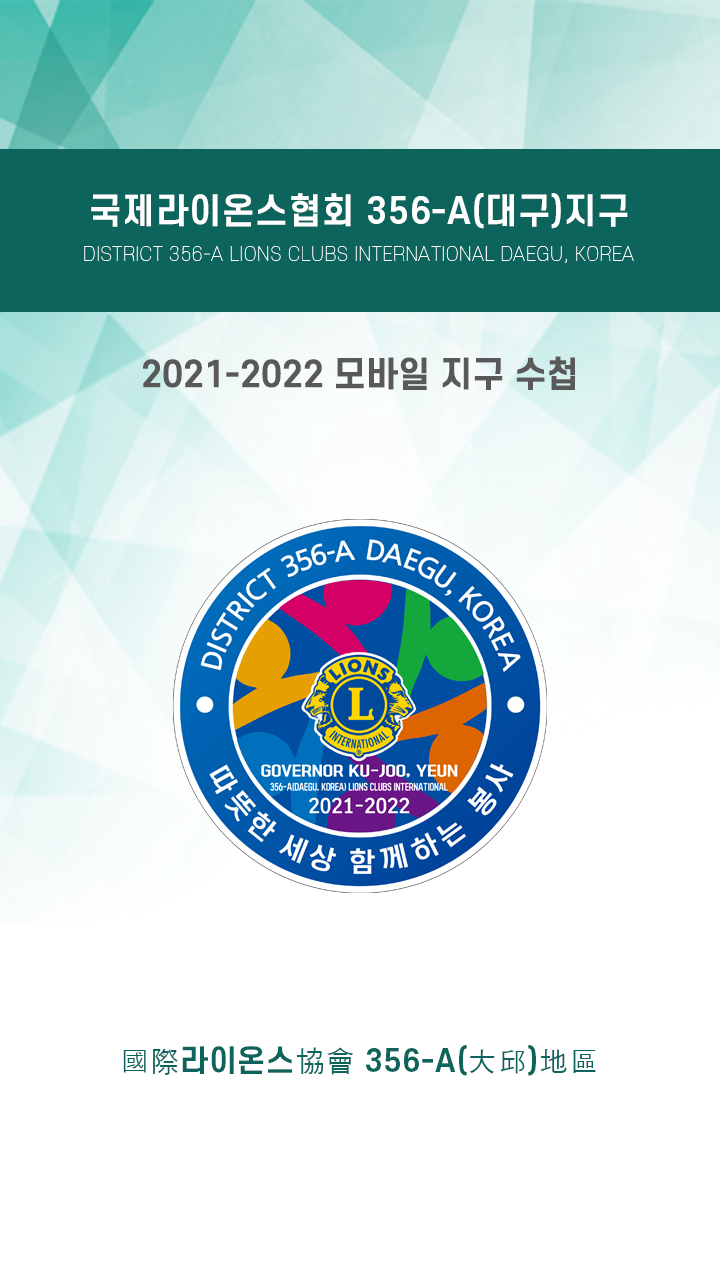 국제라이온스협회 356-A(대구)지구
DISTRICT 356-A LIONS CLUBS INTERNATIONAL DAEGU, KOREA
2021-2022 모바일 지구 수첩
DISTRICT 356-A DAEGU, KOREA
LIONS
L
INTERNATIONAL
®
GOVERNOR KU-JOO, YEUN
356-A(DAEGU, KOREA) LIONS CLUBS INTERNATIONAL
2021-2022
따뜻한 세상 함께하는 봉사
國際라이온스協會 356-A(大邱)地區